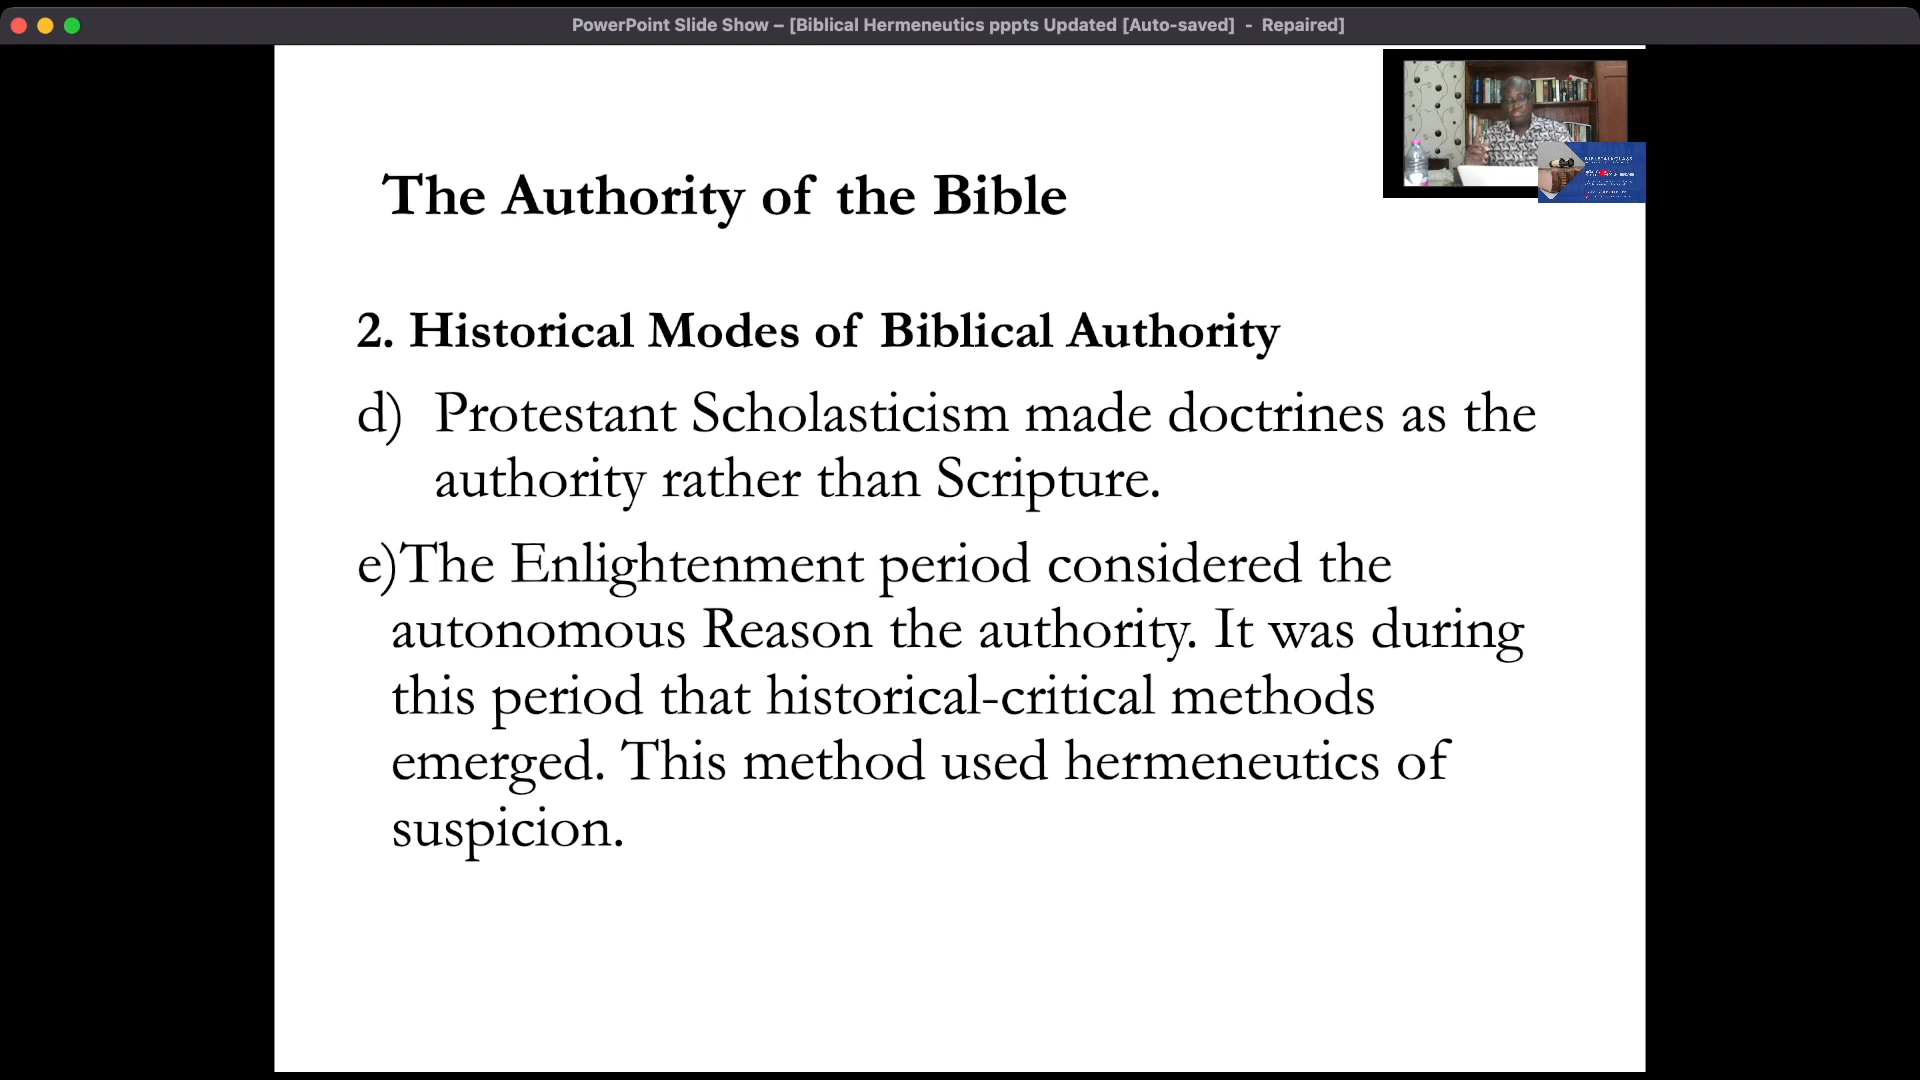 PowerPoint Slide Show – [Biblical Hermeneutics pppts Updated [Auto-saved]  -  Repaired]
The Authority of the Bible
2. Historical Modes of Biblical Authority
d) Protestant Scholasticism made doctrines as the
authority rather than Scripture.
e)The Enlightenment period considered the
autonomous Reason the authority. It was during
this period that historical-critical methods
emerged. This method used hermeneutics of
suspicion.